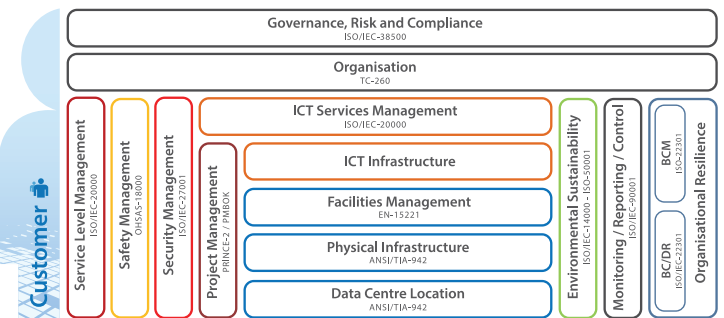 Governance, Risk and Compliance
ISO/IEC-38500
Organisation
TC-260
Customer
Service Level Management
ISO/IEC-20000
Safety Management
OHSAS-18000
Security Management
ISO/IEC-27001
ICT Services Management
ISO/IEC-20000
Project Management
PRINCE-2 / PMBOK
ICT Infrastructure
Facilities Management
EN-15221
Physical Infrastructure
ANSI/TIA-942
Data Centre Location
ANSI/TIA-942
Environmental Sustainability
ISO/IEC-14000 - ISO-50001
Monitoring / Reporting / Control
ISO/IEC-90001
BCM
ISO-22301
BC/DR
ISO/IEC-22301
Organisational Resilience